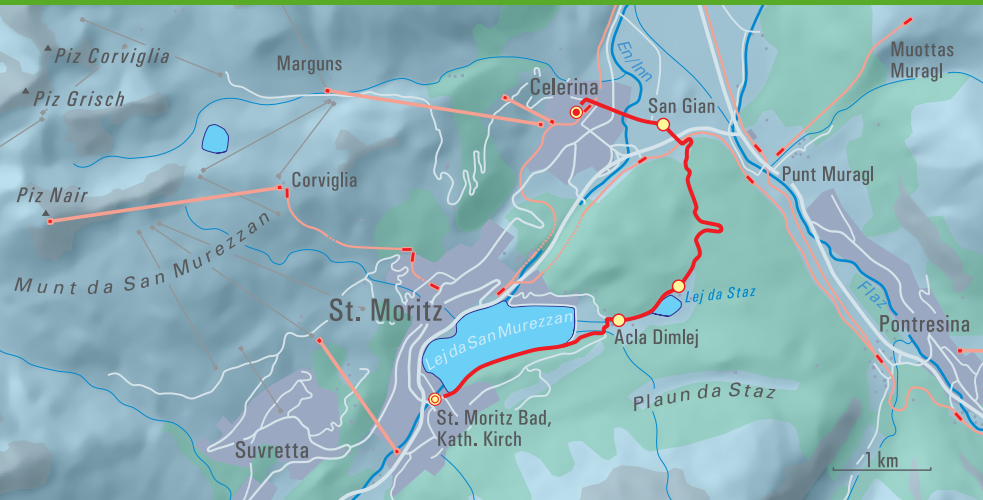 Piz Corviglia
Marguns
En/Inn
Muottas
Muragl
Piz Grisch
Celerina
San Gian
Piz Nair
Corviglia
Punt Muragl
Munt da San Murezzan
St. Moritz
Lej da San Murezzan
Lej da Staz
Flaz
Acla Dimlej
Pontresina
Plaun da Staz
St. Moritz Bad,
Kath. Kirch
Suvretta
1 km